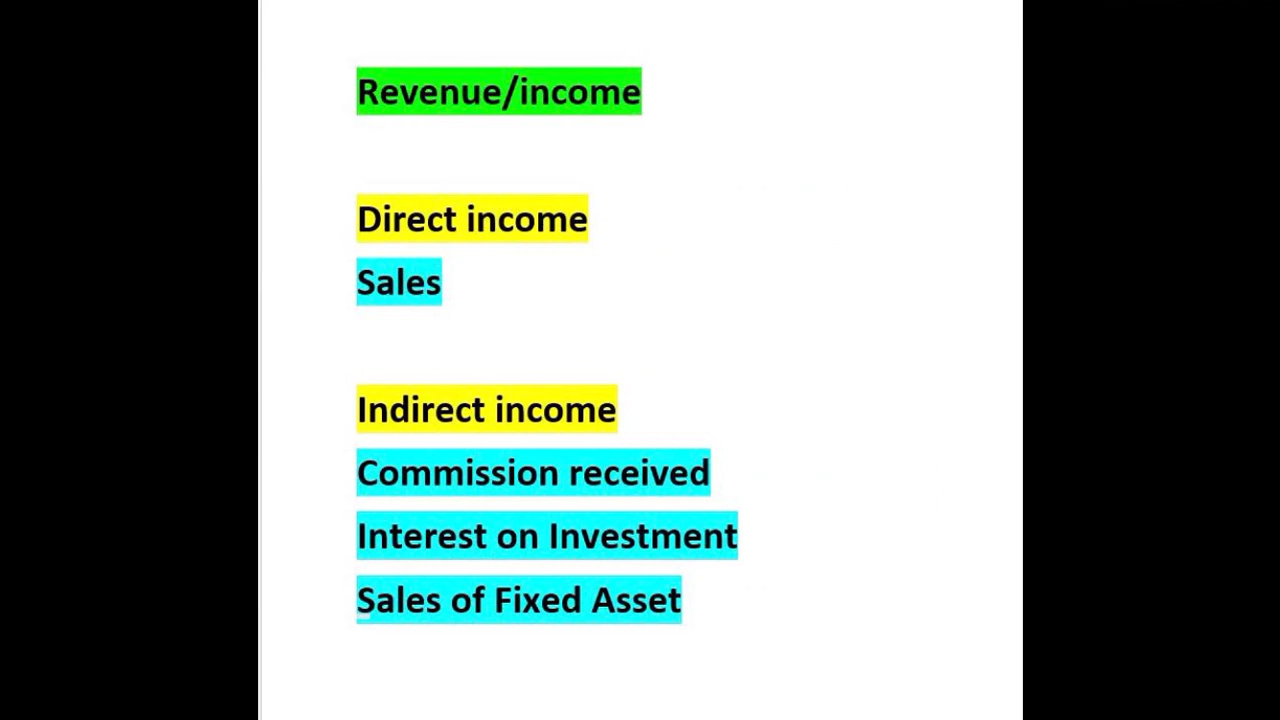 Revenue/income
Direct income
Sales
Indirect income
Commission received
Interest on Investment
Sales of Fixed Asset